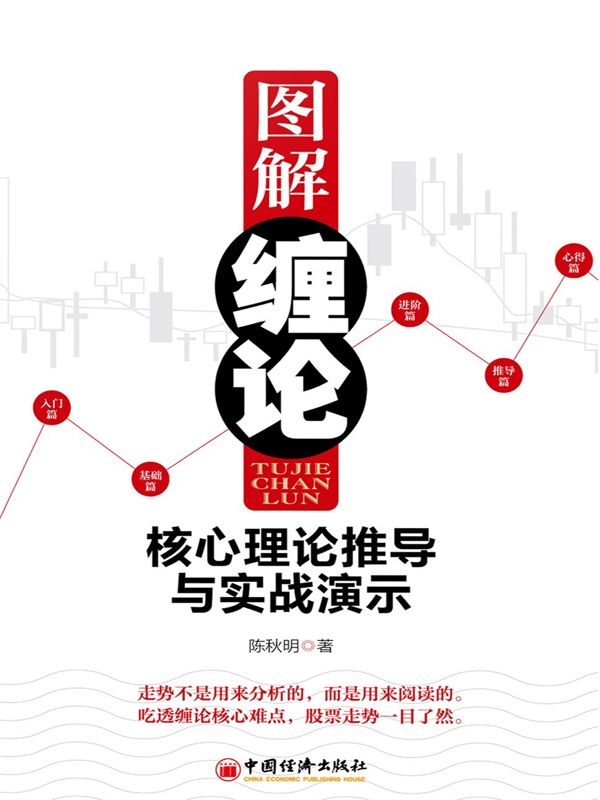 图解
缠论
TUJIE
CHAN
LUN
入门
篇
基础
篇
进阶
篇
推导
篇
心得
篇
核心理论推导
与实战演示
陈秋明◎著
走势不是用来分析的，而是用来阅读的。
吃透缠论核心难点，股票走势一目了然。
中国经济出版社
CHINA ECONOMIC PUBLISHING HOUSE